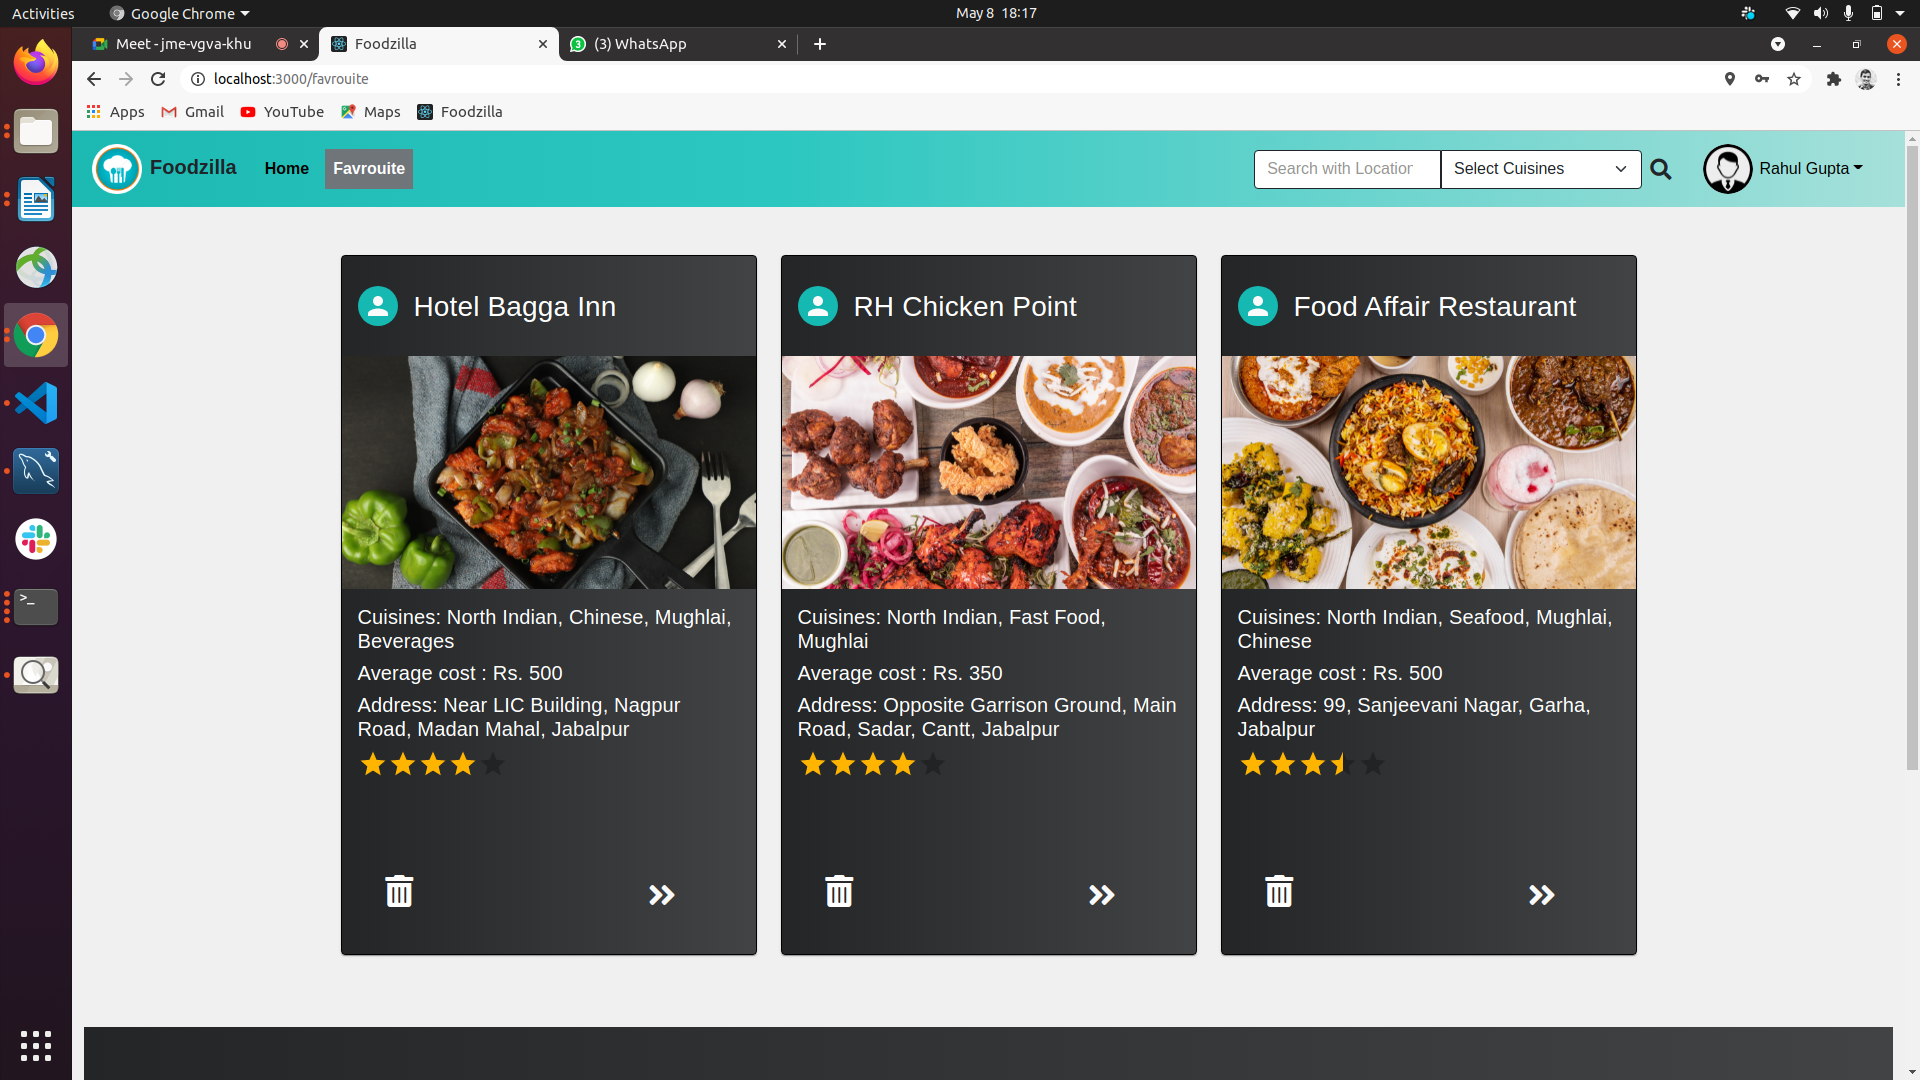 Activities
Google Chrome
May 8 18:17
Meet - jme-vgva-khu
Foodzilla
(3) WhatsApp
localhost:3000/favrouite
Apps
Gmail
YouTube
Maps
Foodzilla
Foodzilla
Home
Favrouite
Search with Location
Select Cuisines
Rahul Gupta
Hotel Bagga Inn
Cuisines: North Indian, Chinese, Mughlai,
Beverages
Average cost : Rs. 500
Address: Near LIC Building, Nagpur
Road, Madan Mahal, Jabalpur
RH Chicken Point
Cuisines: North Indian, Fast Food,
Mughlai
Average cost : Rs. 350
Address: Opposite Garrison Ground, Main
Road, Sadar, Cantt, Jabalpur
Food Affair Restaurant
Cuisines: North Indian, Seafood, Mughlai,
Chinese
Average cost : Rs. 500
Address: 99, Sanjeevani Nagar, Garha,
Jabalpur